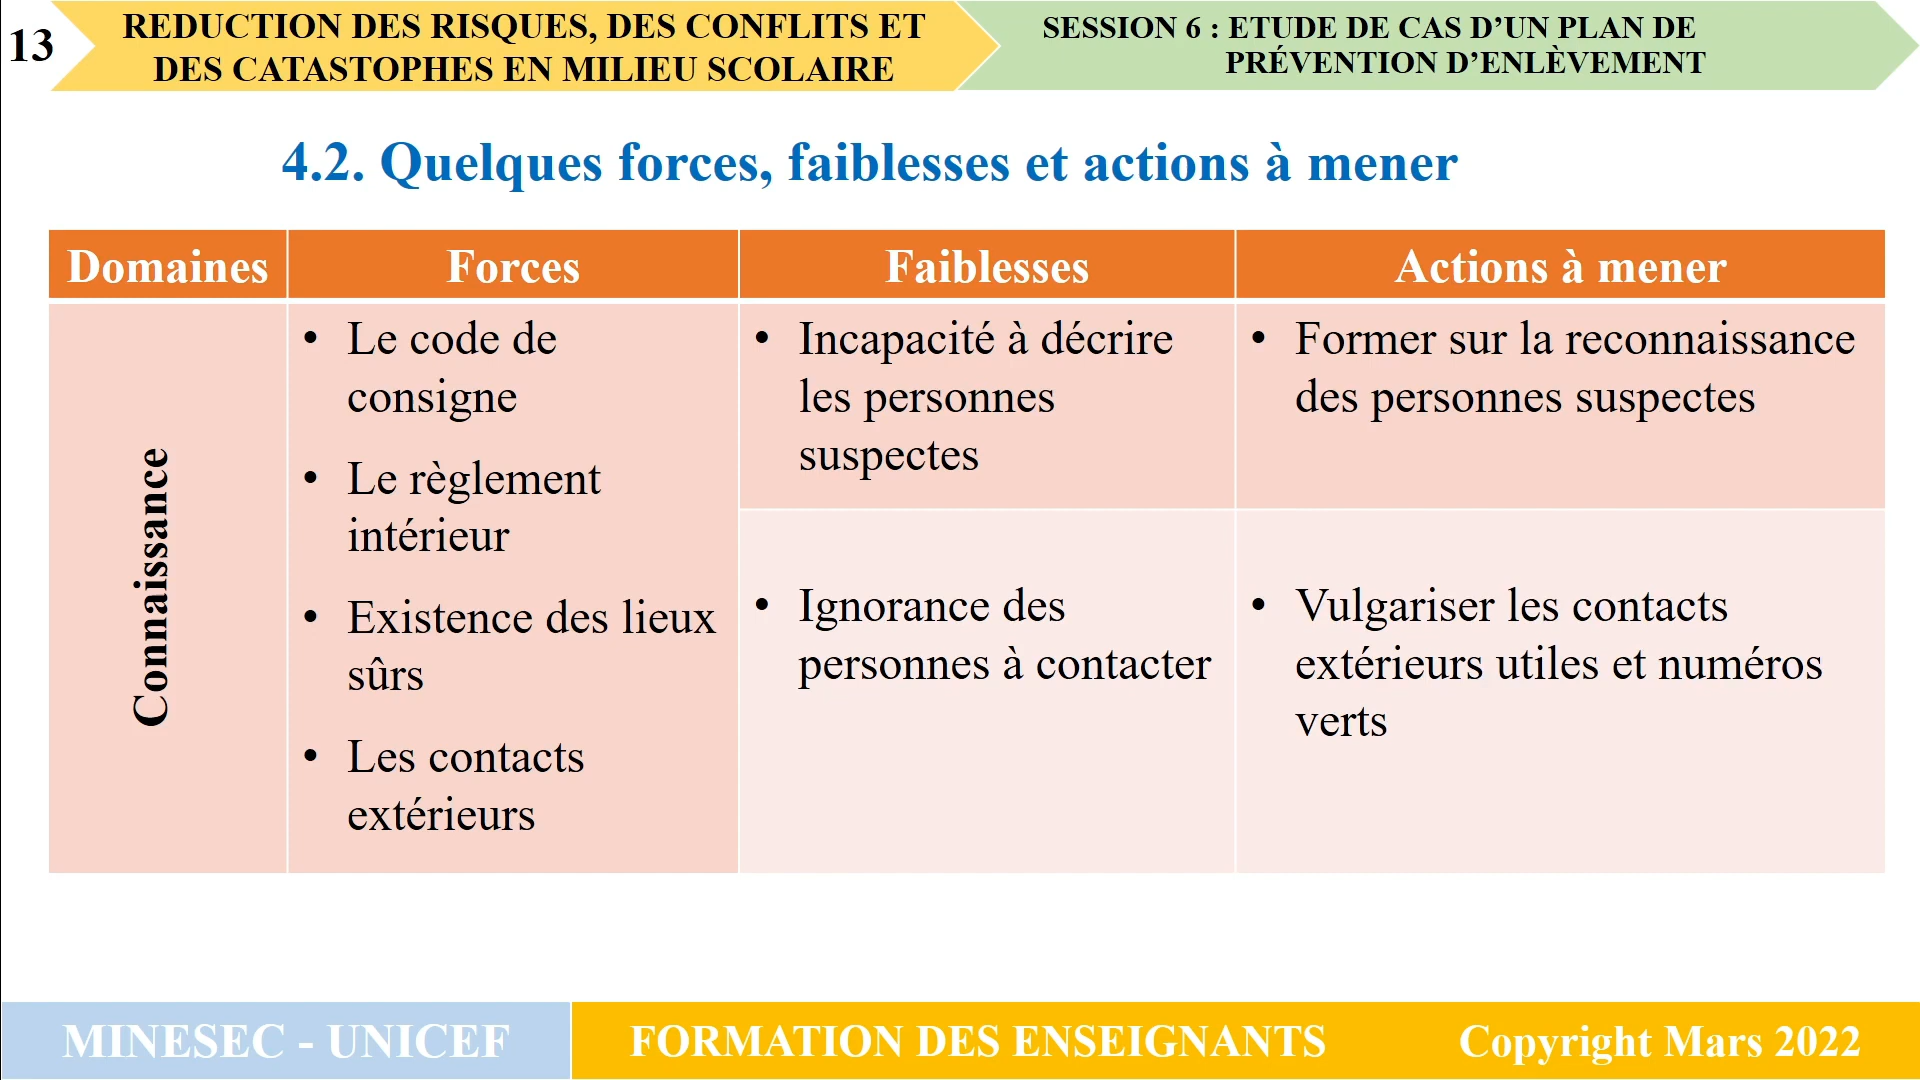 13
REDUCTION DES RISQUES, DES CONFLITS ET
DES CATASTOPHES EN MILIEU SCOLAIRE
SESSION 6 : ETUDE DE CAS D’UN PLAN DE
PRÉVENTION D’ENLÈVEMENT
4.2. Quelques forces, faiblesses et actions à mener
Domaines
Forces
Faiblesses
Actions à mener
Connaissance
• Le code de
consigne
• Le règlement
intérieur
• Existence des lieux
sûrs
• Les contacts
extérieurs
• Incapacité à décrire
les personnes
suspectes
• Former sur la reconnaissance
des personnes suspectes
• Ignorance des
personnes à contacter
• Vulgariser les contacts
extérieurs utiles et numéros
verts
MINESEC - UNICEF
FORMATION DES ENSEIGNANTS
Copyright Mars 2022